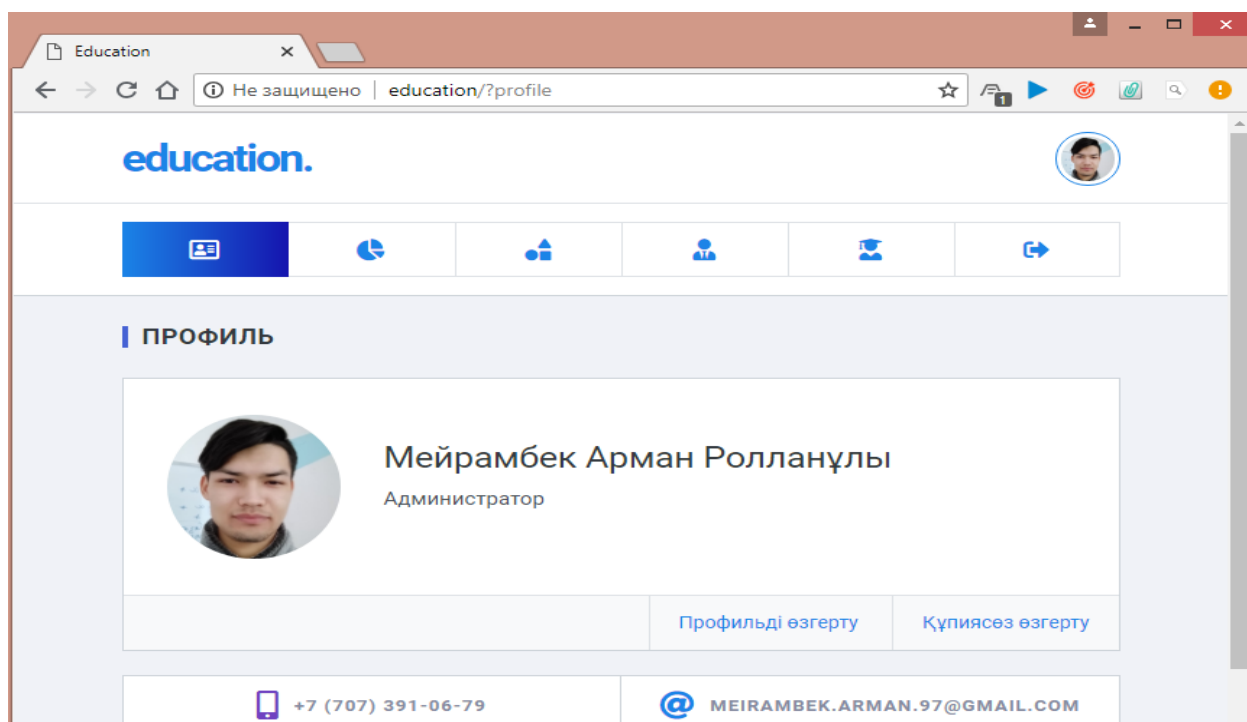 Education
Не защищено | education/?profile
1
education.
ПРОФИЛЬ
Мейрамбек Арман Ролланұлы
Администратор
Профильді өзгерту
Құпиясөз өзгерту
+7 (707) 391-06-79
MEIRAMBEK.ARMAN.97@GMAIL.COM